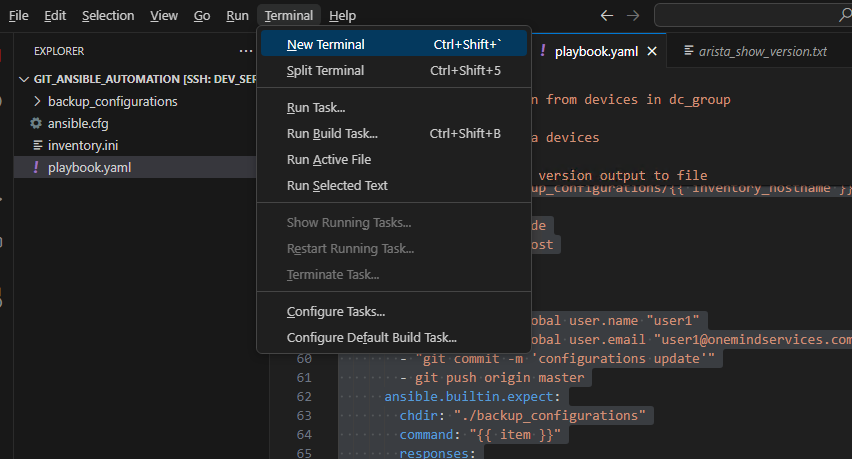 File Edit Selection View Go Run Terminal Help
EXPLORER
GIT_ANSIBLE_AUTOMATION [SSH: DEV_SER
backup_configurations
ansible.cfg
inventory.ini
! playbook.yaml
New Terminal Ctrl+Shift+`
Split Terminal Ctrl+Shift+5
Run Task...
Run Build Task... Ctrl+Shift+B
Run Active File
Run Selected Text
Show Running Tasks...
Restart Running Task...
Terminate Task...
Configure Tasks...
Configure Default Build Task...
! playbook.yaml arista_show_version.txt
n from devices in dc_group
a devices
version output to file
up_configurations/{{ inventory_hostname }}
de
ost
obal user.name "user1"
obal user.email "user1@onemindservices.com
60 - "git commit -m 'configurations update'"
61 - git push origin master
62 ansible.builtin.expect:
63 chdir: "./backup_configurations"
64 command: "{{ item }}"
65 responses: